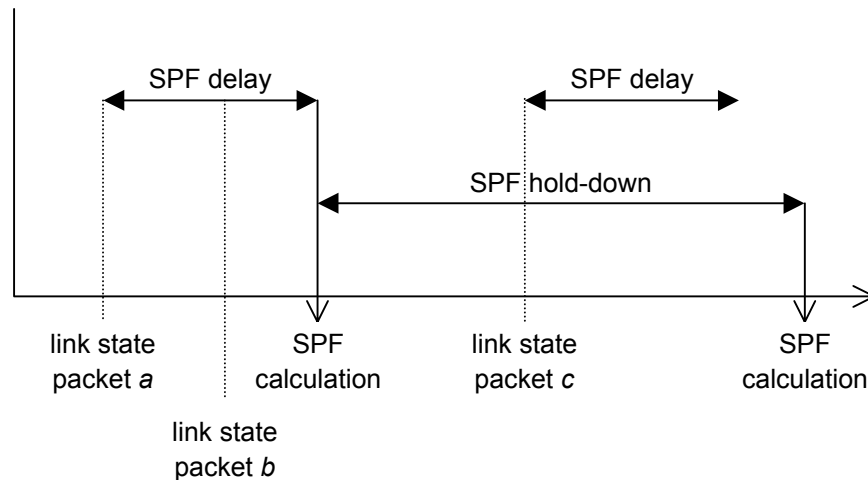 SPF delay
SPF delay
SPF hold-down
link state
packet a
SPF
calculation
link state
packet c
SPF
calculation
link state
packet b